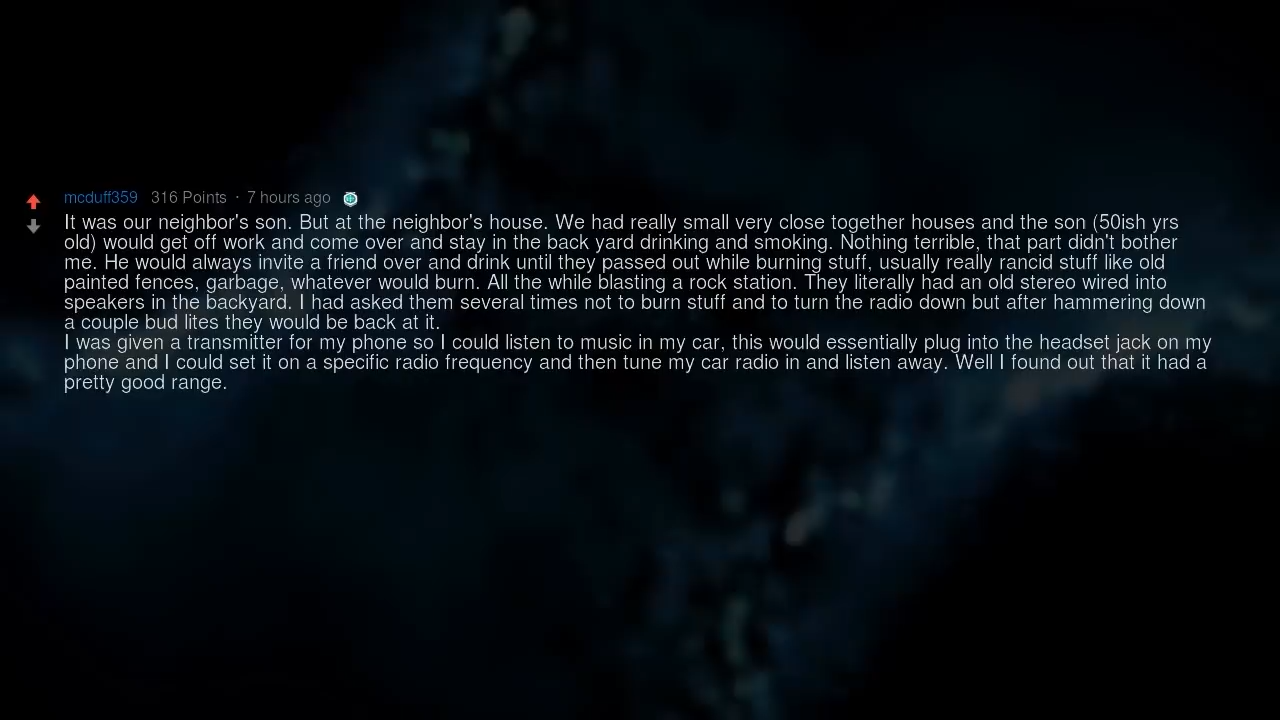 mcduff359 316 Points · 7 hours ago
It was our neighbor's son. But at the neighbor's house. We had really small very close together houses and the son (50ish yrs
old) would get off work and come over and stay in the back yard drinking and smoking. Nothing terrible, that part didn't bother
me. He would always invite a friend over and drink until they passed out while burning stuff, usually really rancid stuff like old
painted fences, garbage, whatever would burn. All the while blasting a rock station. They literally had an old stereo wired into
speakers in the backyard. I had asked them several times not to burn stuff and to turn the radio down but after hammering down
a couple bud lites they would be back at it.
I was given a transmitter for my phone so I could listen to music in my car, this would essentially plug into the headset jack on my
phone and I could set it on a specific radio frequency and then tune my car radio in and listen away. Well I found out that it had a
pretty good range.